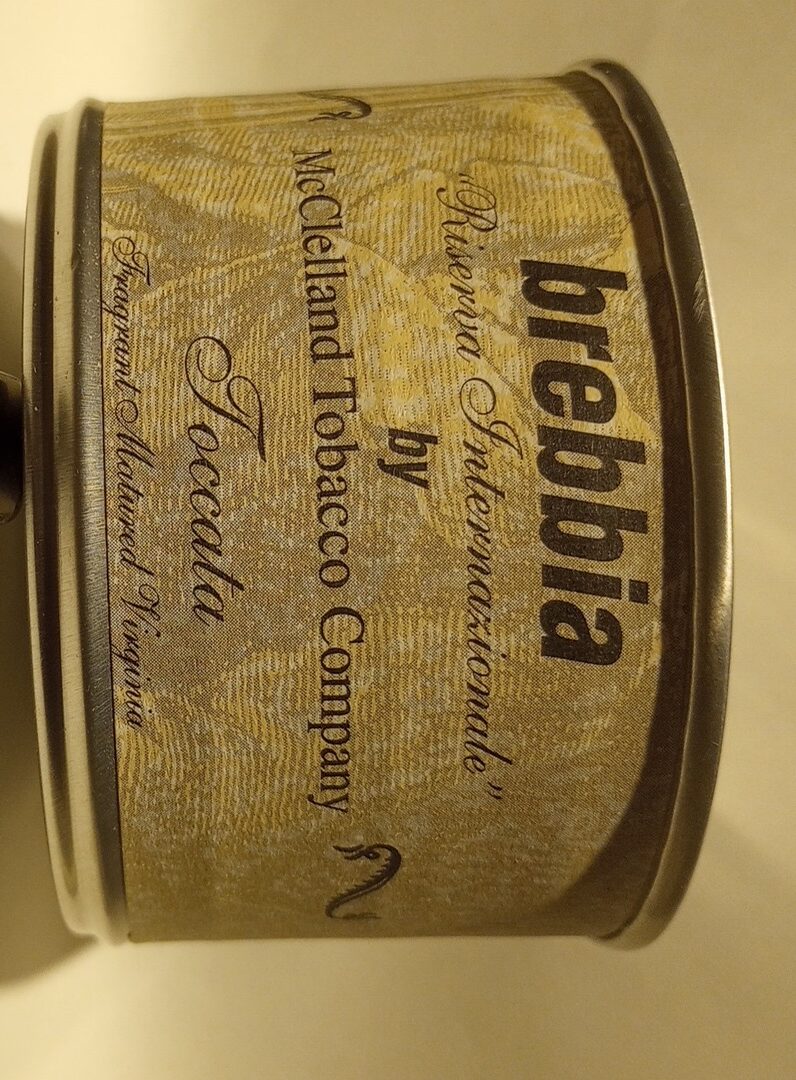 brebbia
"Riserva Internazionale"
by
McClelland Tobacco Company
Toccata
Fragrant Matured Virginia